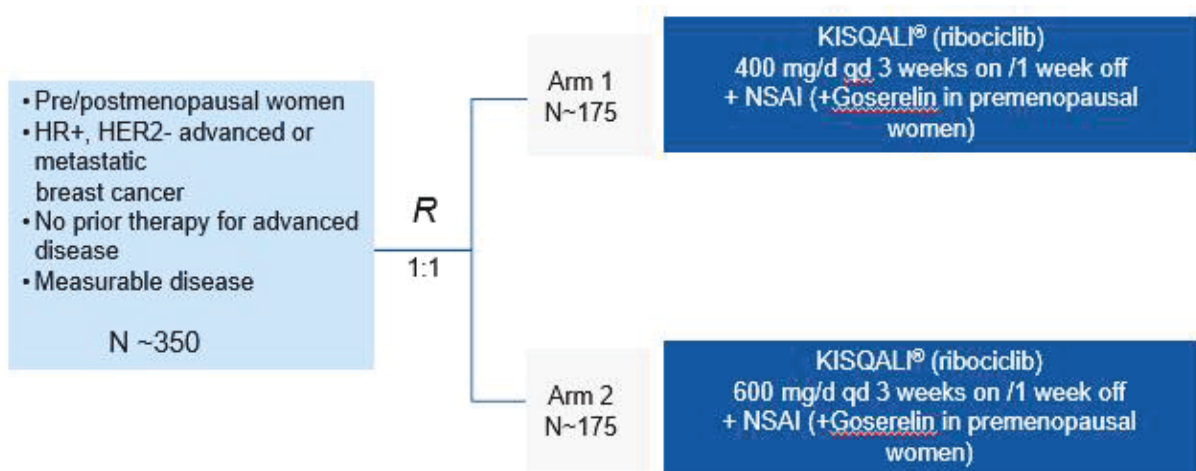 • Pre/postmenopausal women
• HR+, HER2- advanced or
metastatic
breast cancer
• No prior therapy for advanced
disease
• Measurable disease
N ~350
R
1:1
Arm 1
N~175
KISQALI® (ribociclib)
400 mg/d qd 3 weeks on /1 week off
+ NSAI (+Goserelin in premenopausal
women)
Arm 2
N~175
KISQALI® (ribociclib)
600 mg/d qd 3 weeks on /1 week off
+ NSAI (+Goserelin in premenopausal
women)